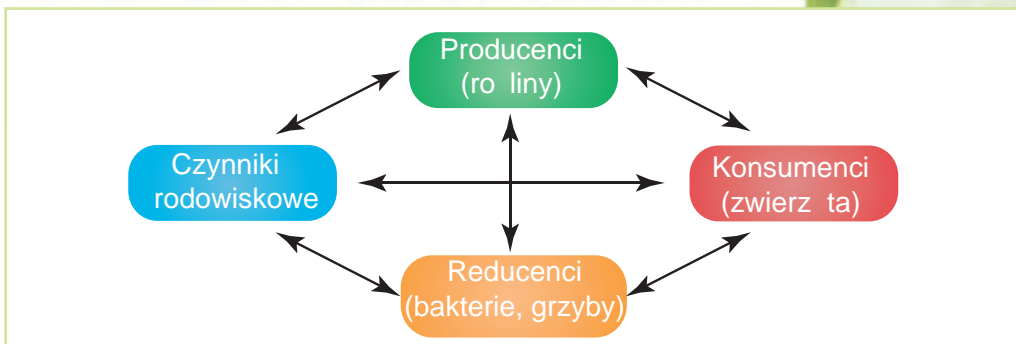 Producenci
(ro liny)
Czynniki
rodowiskowe
Konsumenci
(zwierz ta)
Reducenci
(bakterie, grzyby)